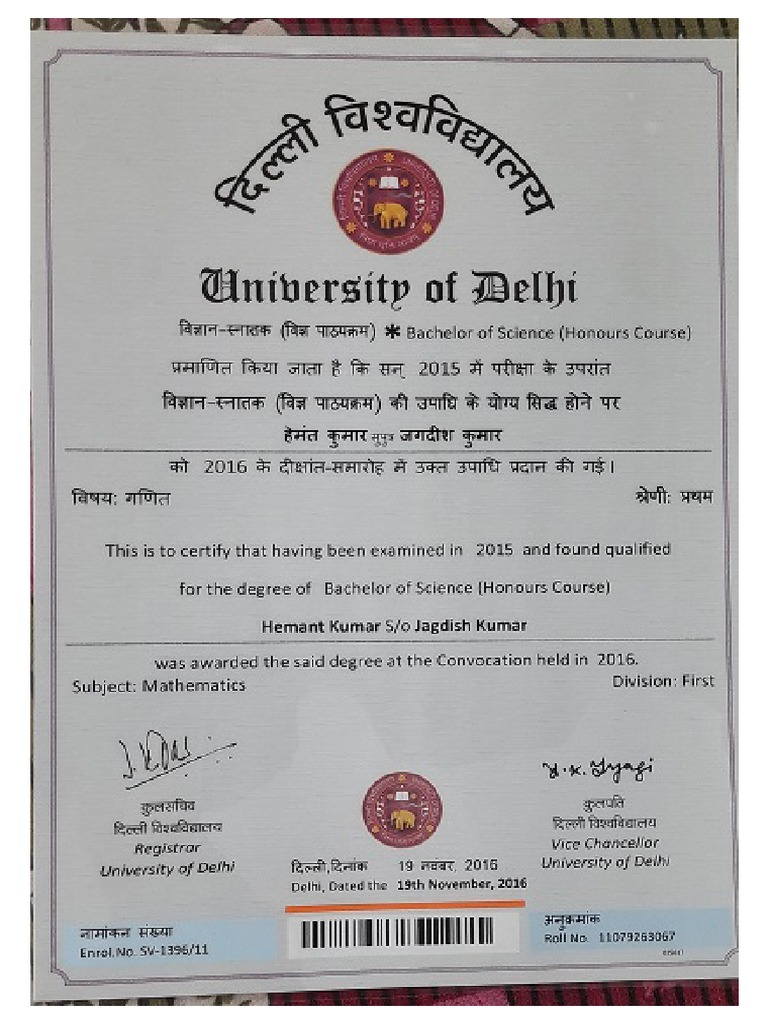 दिल्ली विश्वविद्यालय
University of Delhi
विज्ञान-स्नातक (विज्ञ पाठ्यक्रम) * Bachelor of Science (Honours Course)
प्रमाणित किया जाता है कि सन् 2015 में परीक्षा के उपरांत
विज्ञान-स्नातक (विज्ञ पाठ्यक्रम) की उपाधि के योग्य सिद्ध होने पर
हेमंत कुमार सुपुत्र जगदीश कुमार
को 2016 के दीक्षांत-समारोह में उक्त उपाधि प्रदान की गई।
विषय: गणित श्रेणी: प्रथम
This is to certify that having been examined in 2015 and found qualified
for the degree of Bachelor of Science (Honours Course)
Hemant Kumar S/o Jagdish Kumar
was awarded the said degree at the Convocation held in 2016.
Subject: Mathematics Division: First
कुलसचिव
दिल्ली विश्वविद्यालय
Registrar
University of Delhi
दिल्ली,दिनांक 19 नवंबर, 2016
Delhi, Dated the 19th November, 2016
कुलपति
दिल्ली विश्वविद्यालय
Vice Chancellor
University of Delhi
नामांकन संख्या
Enrol.No. SV-1396/11
अनुक्रमांक
Roll No. 11079263067